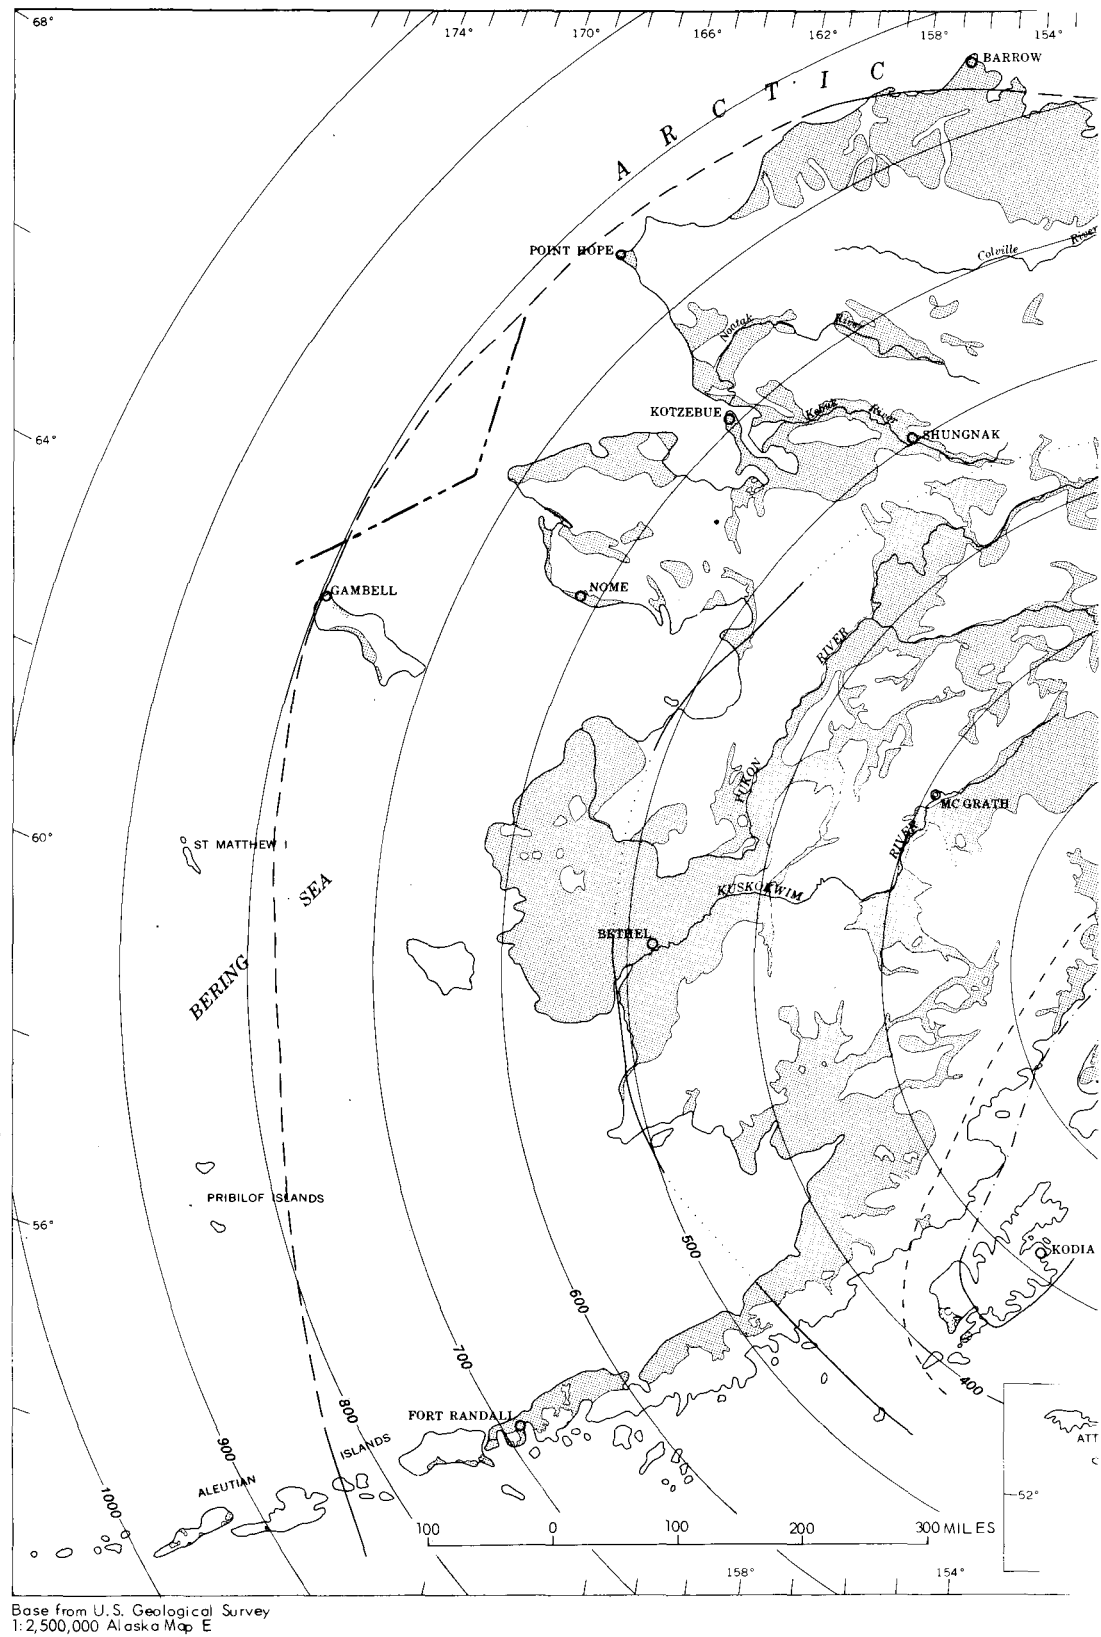 68°
174°
170°
166°
162°
158°
154°
BARROW
ARCTIC
POINT HOPE
Colville River
Noatak River
64°
KOTZEBUE
Kobuk River
SHUNGNAK
GAMBELL
NOME
YUKON RIVER
MC GRATH
60°
ST MATTHEW I
BERING SEA
KUSKOKWIM RIVER
BETHEL
PRIBILOF ISLANDS
56°
KODIA
500
600
700
800
900
1000
400
FORT RANDALL
ALEUTIAN ISLANDS
ATT
52°
100 0 100 200 300 MILES
158°
154°
Base from U.S. Geological Survey
1:2,500,000 Alaska Map E